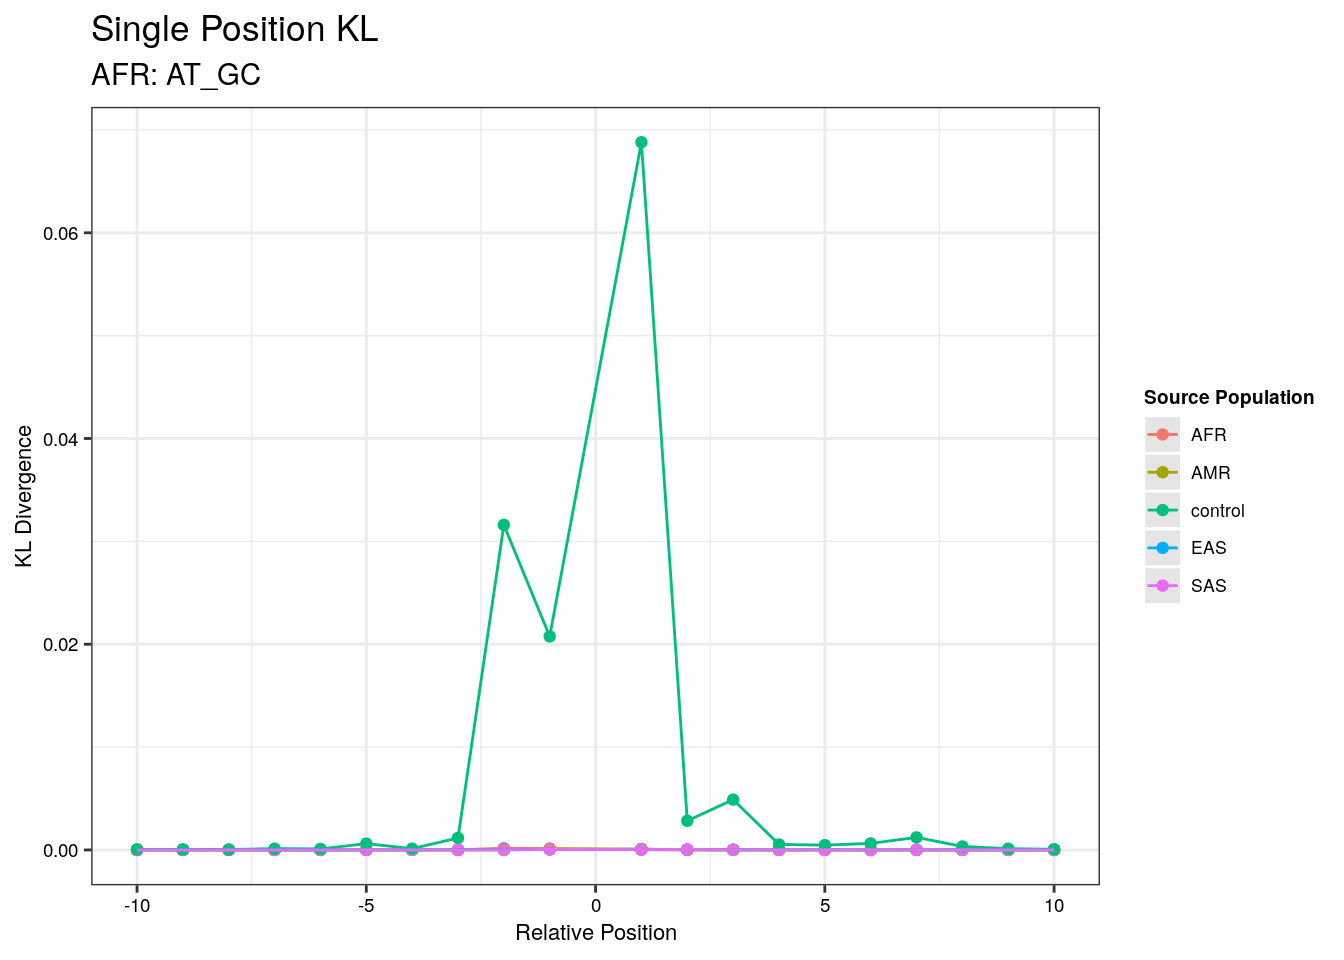 Single Position KL
AFR: AT_GC
KL Divergence
0.06
0.04
0.02
0.00
-10
-5
0
5
10
Relative Position
Source Population
AFR
AMR
control
EAS
SAS